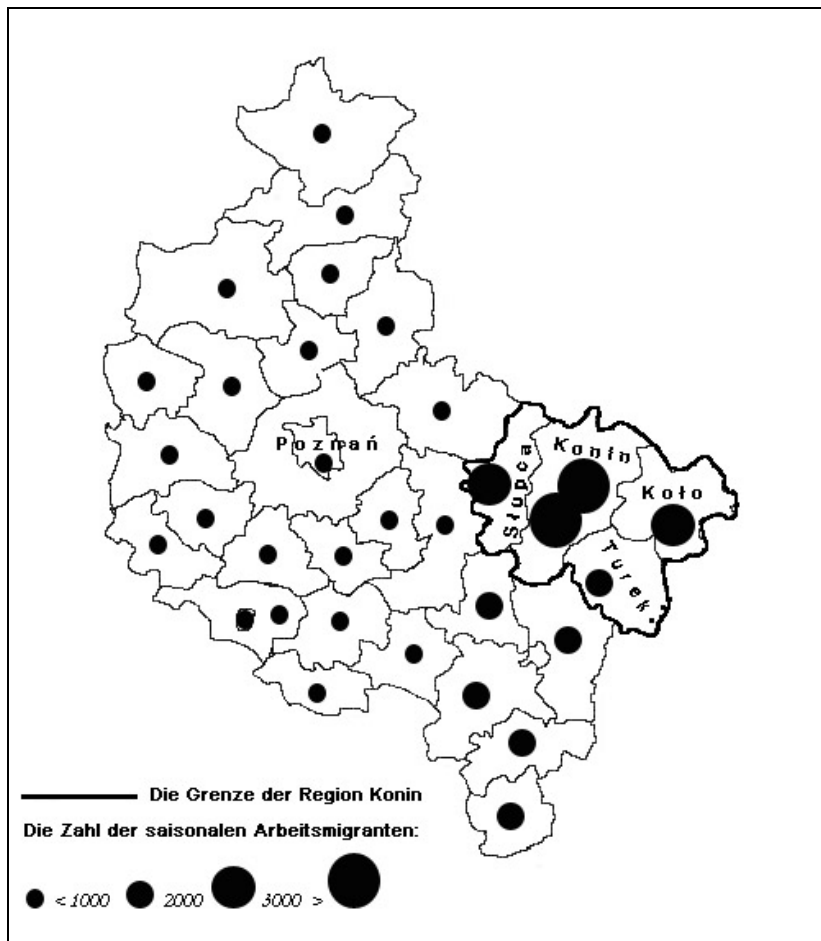 Poznań
Słupca
Konin
Koło
Turek
Die Grenze der Region Konin
Die Zahl der saisonalen Arbeitsmigranten:
< 1000 2000 3000 >